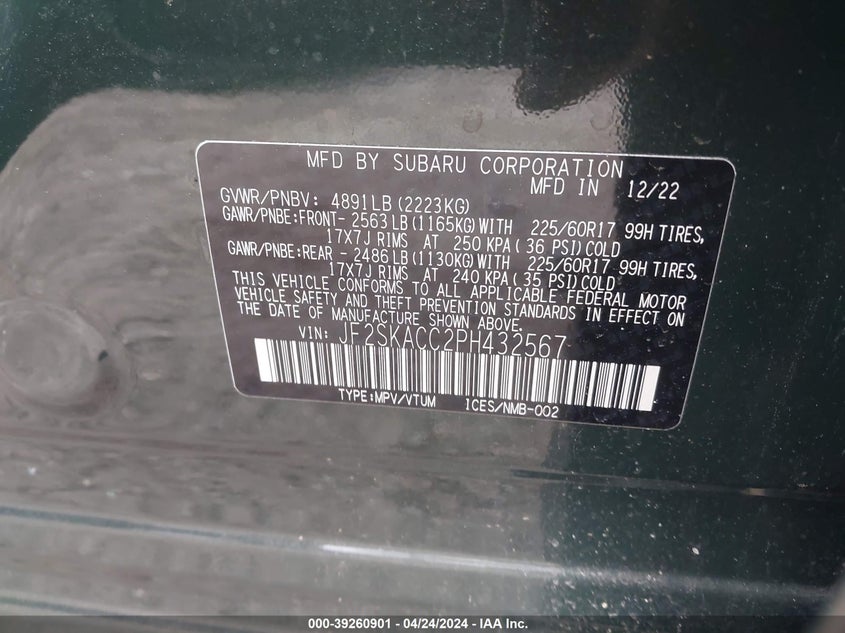 MFD BY SUBARU CORPORATION
MFD IN 12/22
GVWR/PNBV: 4891LB(2223KG)
GAWR/PNBE:FRONT- 2563LB(1165KG)WITH 225/60R17 99H TIRES,
17X7J RIMS AT 250 KPA( 36 PSI)COLD
GAWR/PNBE:REAR - 2486LB(1130KG)WITH 225/60R17 99H TIRES,
17X7J RIMS AT 240 KPA( 35 PSI)COLD
THIS VEHICLE CONFORMS TO ALL APPLICABLE FEDERAL MOTOR
VEHICLE SAFETY AND THEFT PREVENTION STANDARDS IN EFFECT ON
THE DATE OF MANUFACTURE SHOWN ABOVE.
VIN: JF2SKACC2PH432567
TYPE:MPV/VTUM ICES/NMB-002
000-39260901 - 04/24/2024 - IAA Inc.